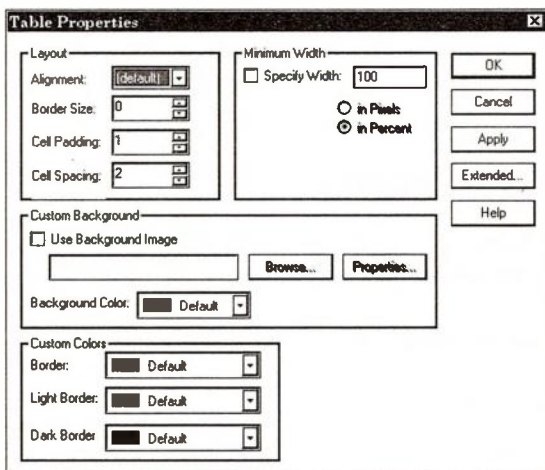 Table Properties
Layout
Alignment: (default)
Border Size: 0
Cell Padding: 1
Cell Spacing: 2
Minimum Width
Specify Width: 100
in Pixels
in Percent
OK
Cancel
Apply
Extended...
Help
Custom Background
Use Background Image
Browse... Properties...
Background Color: Default
Custom Colors
Border: Default
Light Border: Default
Dark Border Default